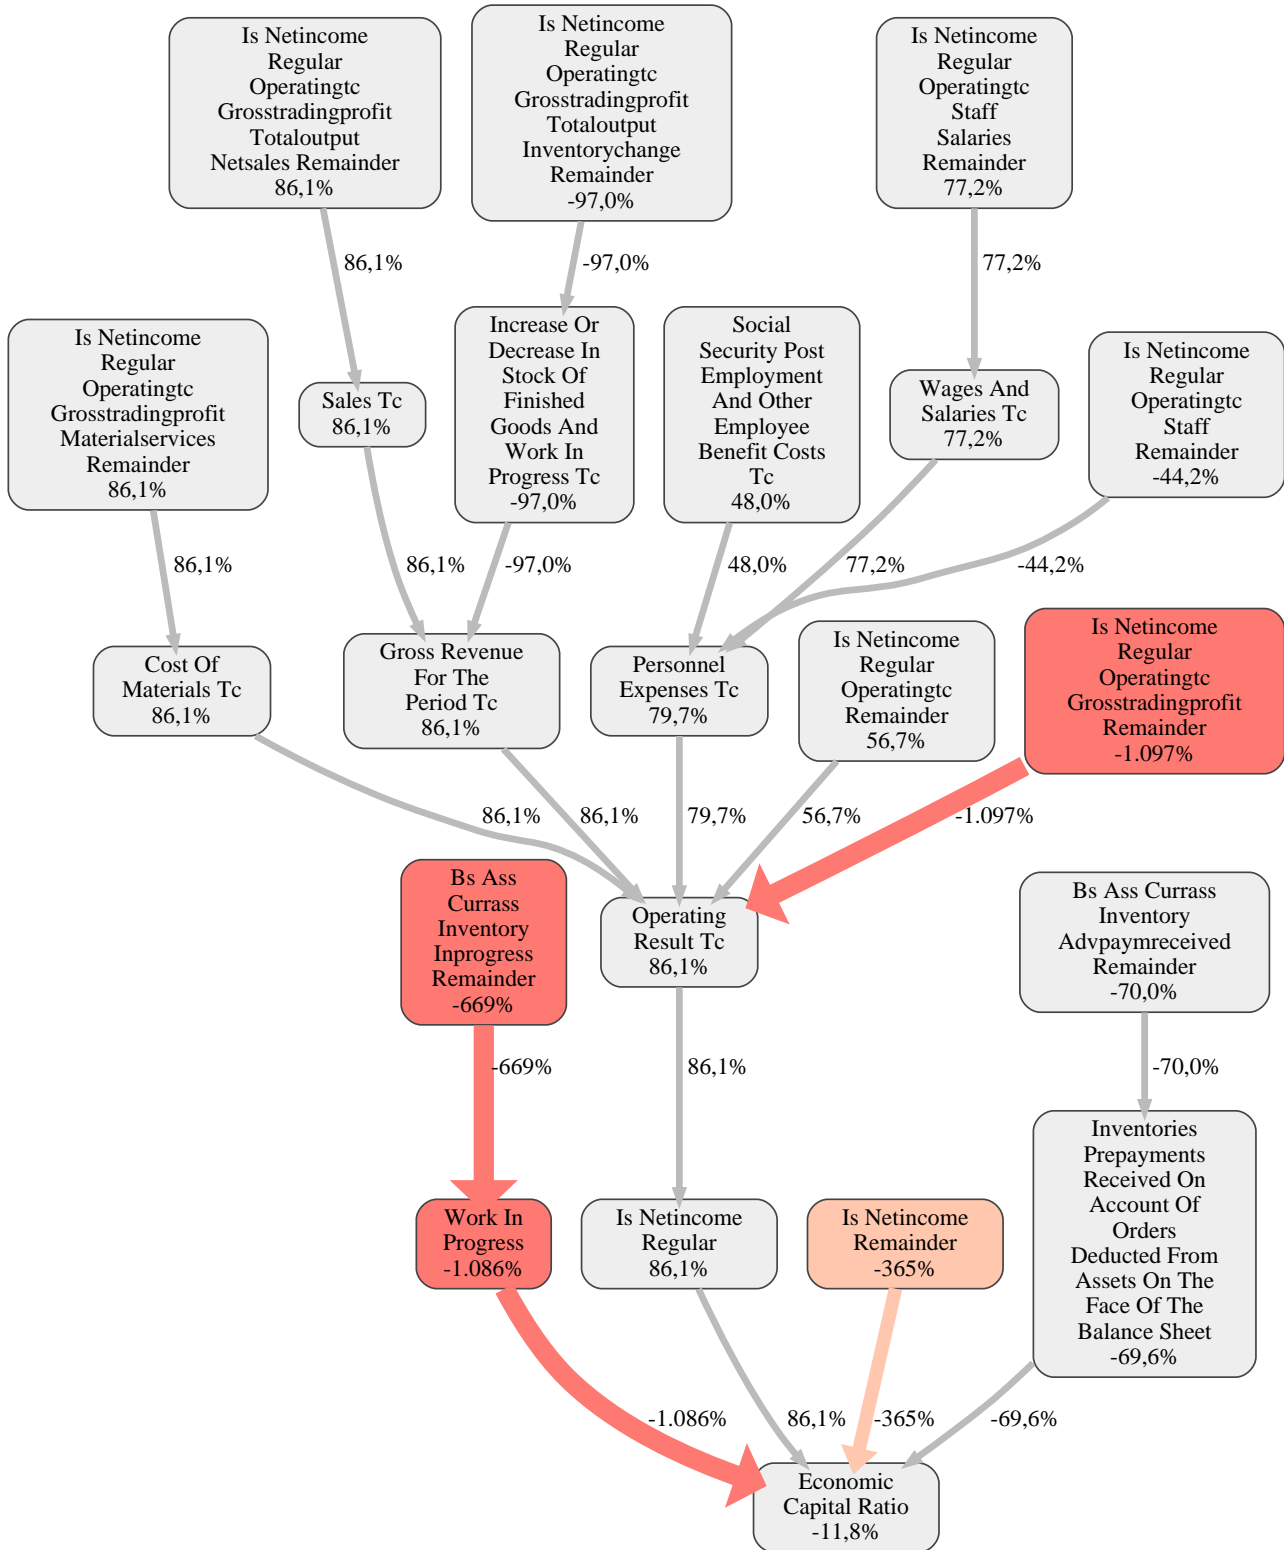 Is Netincome
Regular
Operatingtc
Grosstradingprofit
Totaloutput
Netsales Remainder
86,1%
Is Netincome
Regular
Operatingtc
Grosstradingprofit
Totaloutput
Inventorychange
Remainder
-97,0%
Is Netincome
Regular
Operatingtc
Staff
Salaries
Remainder
77,2%
86,1%
-97,0%
77,2%
Is Netincome
Regular
Operatingtc
Grosstradingprofit
Materialservices
Remainder
86,1%
Sales Tc
86,1%
Increase Or
Decrease In
Stock Of
Finished
Goods And
Work In
Progress Tc
-97,0%
Social
Security Post
Employment
And Other
Employee
Benefit Costs
Tc
48,0%
Wages And
Salaries Tc
77,2%
Is Netincome
Regular
Operatingtc
Staff
Remainder
-44,2%
86,1%
86,1%
-97,0%
48,0%
77,2%
-44,2%
Cost Of
Materials Tc
86,1%
Gross Revenue
For The
Period Tc
86,1%
Personnel
Expenses Tc
79,7%
Is Netincome
Regular
Operatingtc
Remainder
56,7%
Is Netincome
Regular
Operatingtc
Grosstradingprofit
Remainder
-1.097%
86,1%
86,1%
79,7%
56,7%
-1.097%
Bs Ass
Currass
Inventory
Inprogress
Remainder
-669%
Operating
Result Tc
86,1%
Bs Ass Currass
Inventory
Advpaymreceived
Remainder
-70,0%
-669%
86,1%
-70,0%
Work In
Progress
-1.086%
Is Netincome
Regular
86,1%
Is Netincome
Remainder
-365%
Inventories
Prepayments
Received On
Account Of
Orders
Deducted From
Assets On The
Face Of The
Balance Sheet
-69,6%
-1.086%
86,1%
-365%
-69,6%
Economic
Capital Ratio
-11,8%